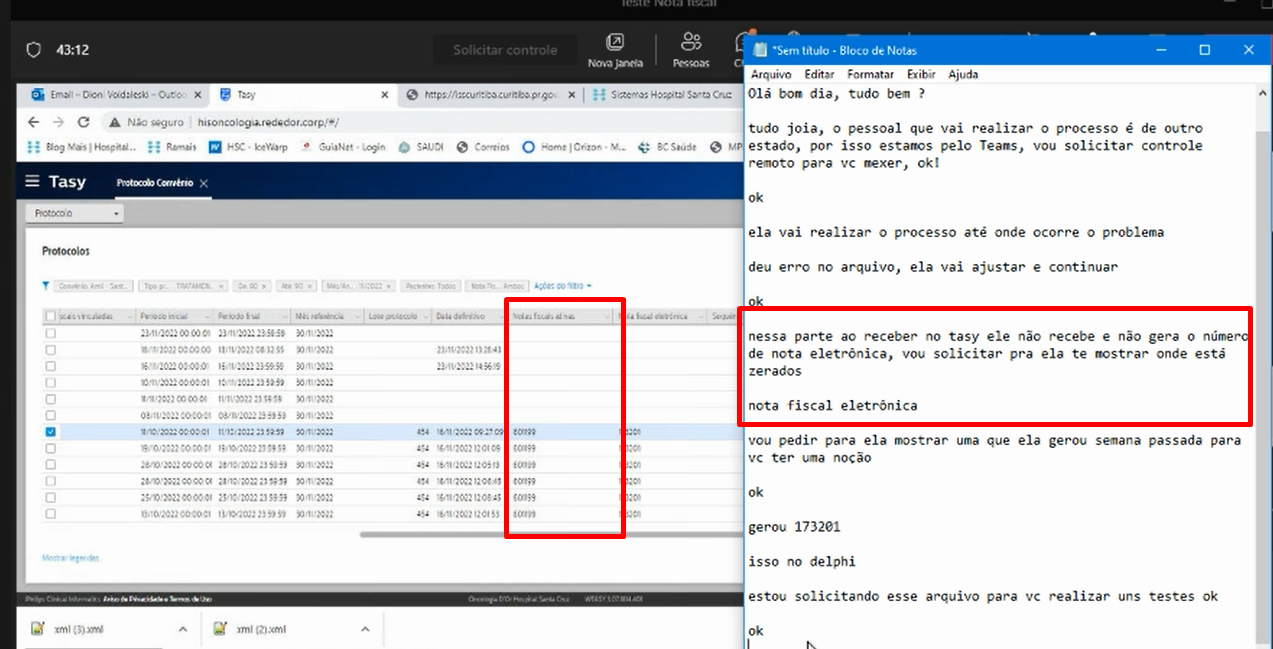 Teste Nota fiscal
43:12
Solicitar controle
Nova Janela
Pessoas
Email – Dioni Voidaleski – Outloo
Tasy
https://isscuritiba.curitiba.pr.gov
Sistemas Hospital Santa Cruz
Não seguro
hisoncologia.rededor.corp/#/
Blog Mais | Hospital...
Ramais
HSC - IceWarp
GuiaNet - Login
SAUDI
Correios
Home | Orizon - M...
BC Saúde
Tasy
Protocolo Convênio
Protocolo
Protocolos
Convênio: Amil - Sant...
Tipo pr... TRATAMEN...
De: 90
Até: 90
Mês/An... 11/2022
Pacientes: Todos
Nota Fis... Ambos
Ações do filtro
ocais vinculadas Período inicial Período final Mês referência Lote protocolo Data definitivo Notas fiscais ativas Nota fiscal eletrônica Sequên
23/11/2022 00:00:01 23/11/2022 23:59:59 30/11/2022
18/11/2022 00:00:00 18/11/2022 08:32:55 30/11/2022 23/11/2022 13:28:43
16/11/2022 00:00:01 16/11/2022 23:59:59 30/11/2022 23/11/2022 14:56:19
10/11/2022 00:00:01 10/11/2022 23:59:59 30/11/2022
11/11/2022 00:00:01 11/11/2022 23:59:59 30/11/2022
03/11/2022 00:00:01 08/11/2022 23:59:59 30/11/2022
11/10/2022 00:00:01 11/10/2022 23:59:59 30/11/2022 454 16/11/2022 09:27:09 601199 173201
19/10/2022 00:00:01 19/10/2022 23:59:59 30/11/2022 454 16/11/2022 12:01:09 601199 173201
26/10/2022 00:00:01 26/10/2022 23:59:59 30/11/2022 454 16/11/2022 12:05:19 601199 173201
28/10/2022 00:00:01 28/10/2022 23:59:59 30/11/2022 454 16/11/2022 12:06:45 601199 173201
25/10/2022 00:00:01 25/10/2022 23:59:59 30/11/2022 454 16/11/2022 12:08:45 601199 173201
13/10/2022 00:00:01 13/10/2022 23:59:59 30/11/2022 454 16/11/2022 12:01:53 601199 173201
Mostrar legendas
Philips Clinical Informatics Aviso de Privacidade e Termos de Uso
Oncologia D'Or Hospital Santa Cruz
xml (3).xml
xml (2).xml
*Sem título - Bloco de Notas
Arquivo Editar Formatar Exibir Ajuda
Olá bom dia, tudo bem ?
tudo joia, o pessoal que vai realizar o processo é de outro
estado, por isso estamos pelo Teams, vou solicitar controle
remoto para vc mexer, ok!
ok
ela vai realizar o processo até onde ocorre o problema
deu erro no arquivo, ela vai ajustar e continuar
ok
nessa parte ao receber no tasy ele não recebe e não gera o número
de nota eletrônica, vou solicitar pra ela te mostrar onde está
zerados
nota fiscal eletrônica
vou pedir para ela mostrar uma que ela gerou semana passada para
vc ter uma noção
ok
gerou 173201
isso no delphi
estou solicitando esse arquivo para vc realizar uns testes ok
ok